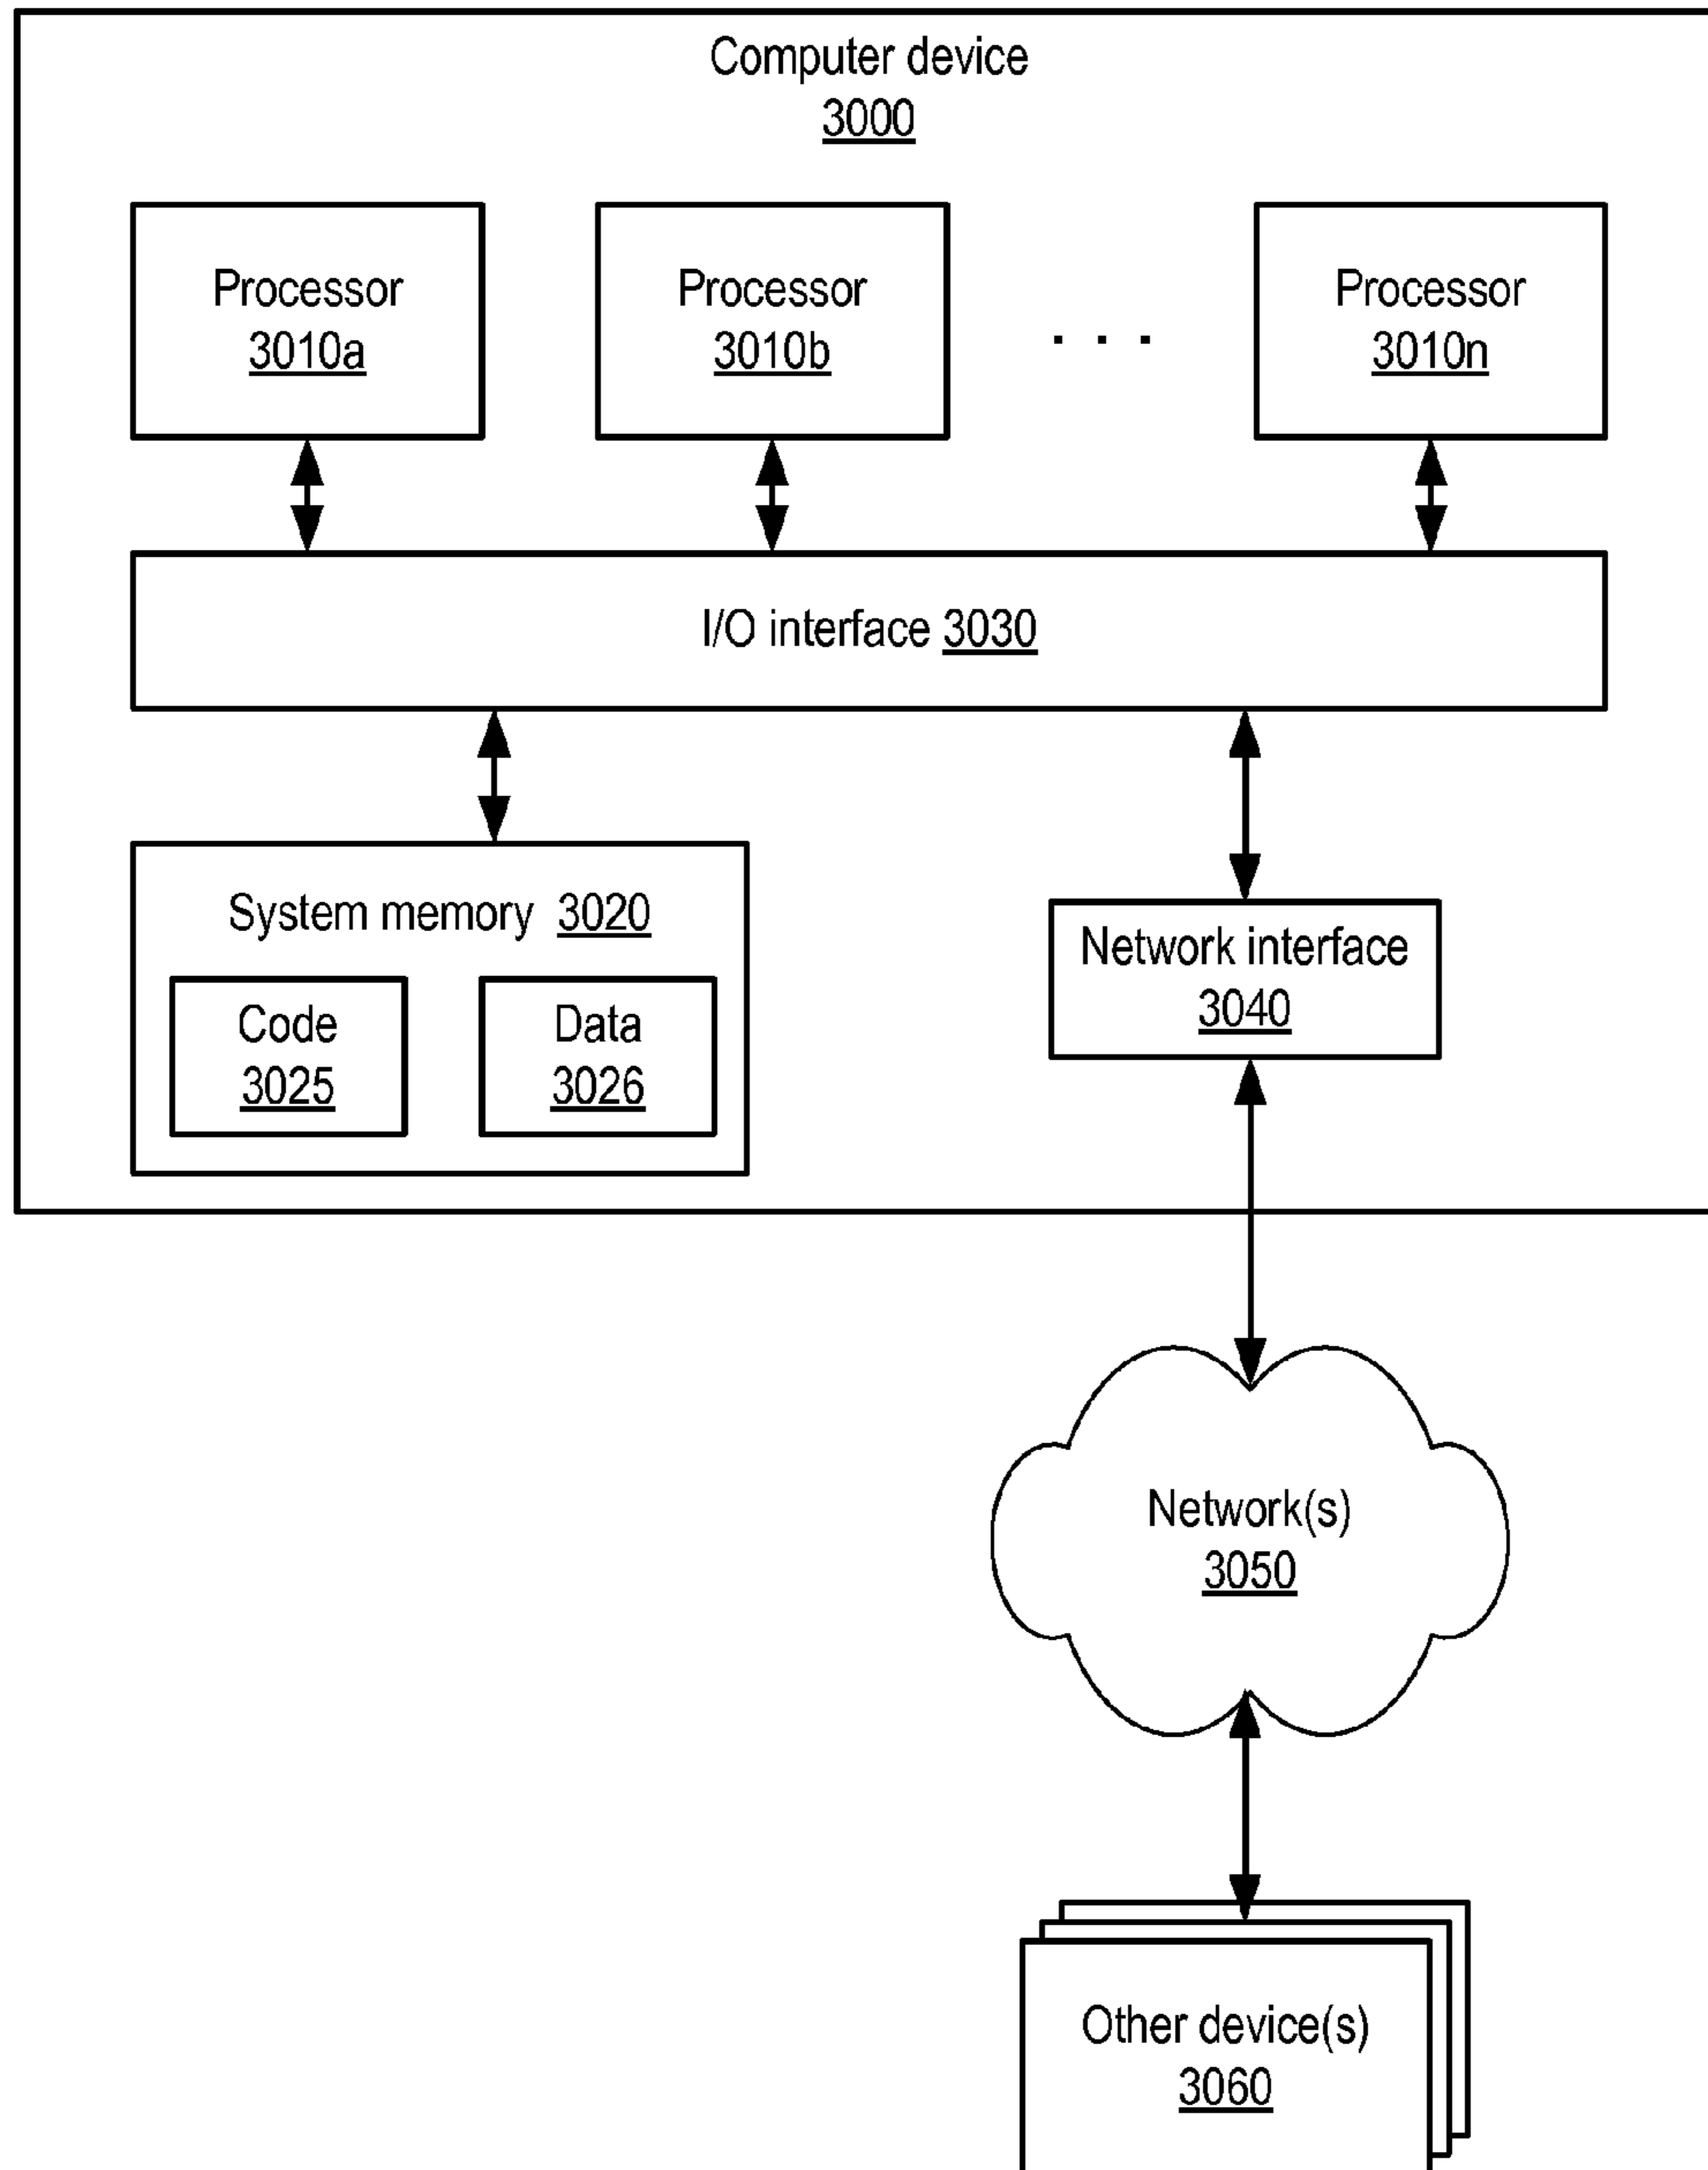 Computer device
3000
Processor
3010a
Processor
3010b
. . .
Processor
3010n
I/O interface 3030
System memory 3020
Code
3025
Data
3026
Network interface
3040
Network(s)
3050
Other device(s)
3060